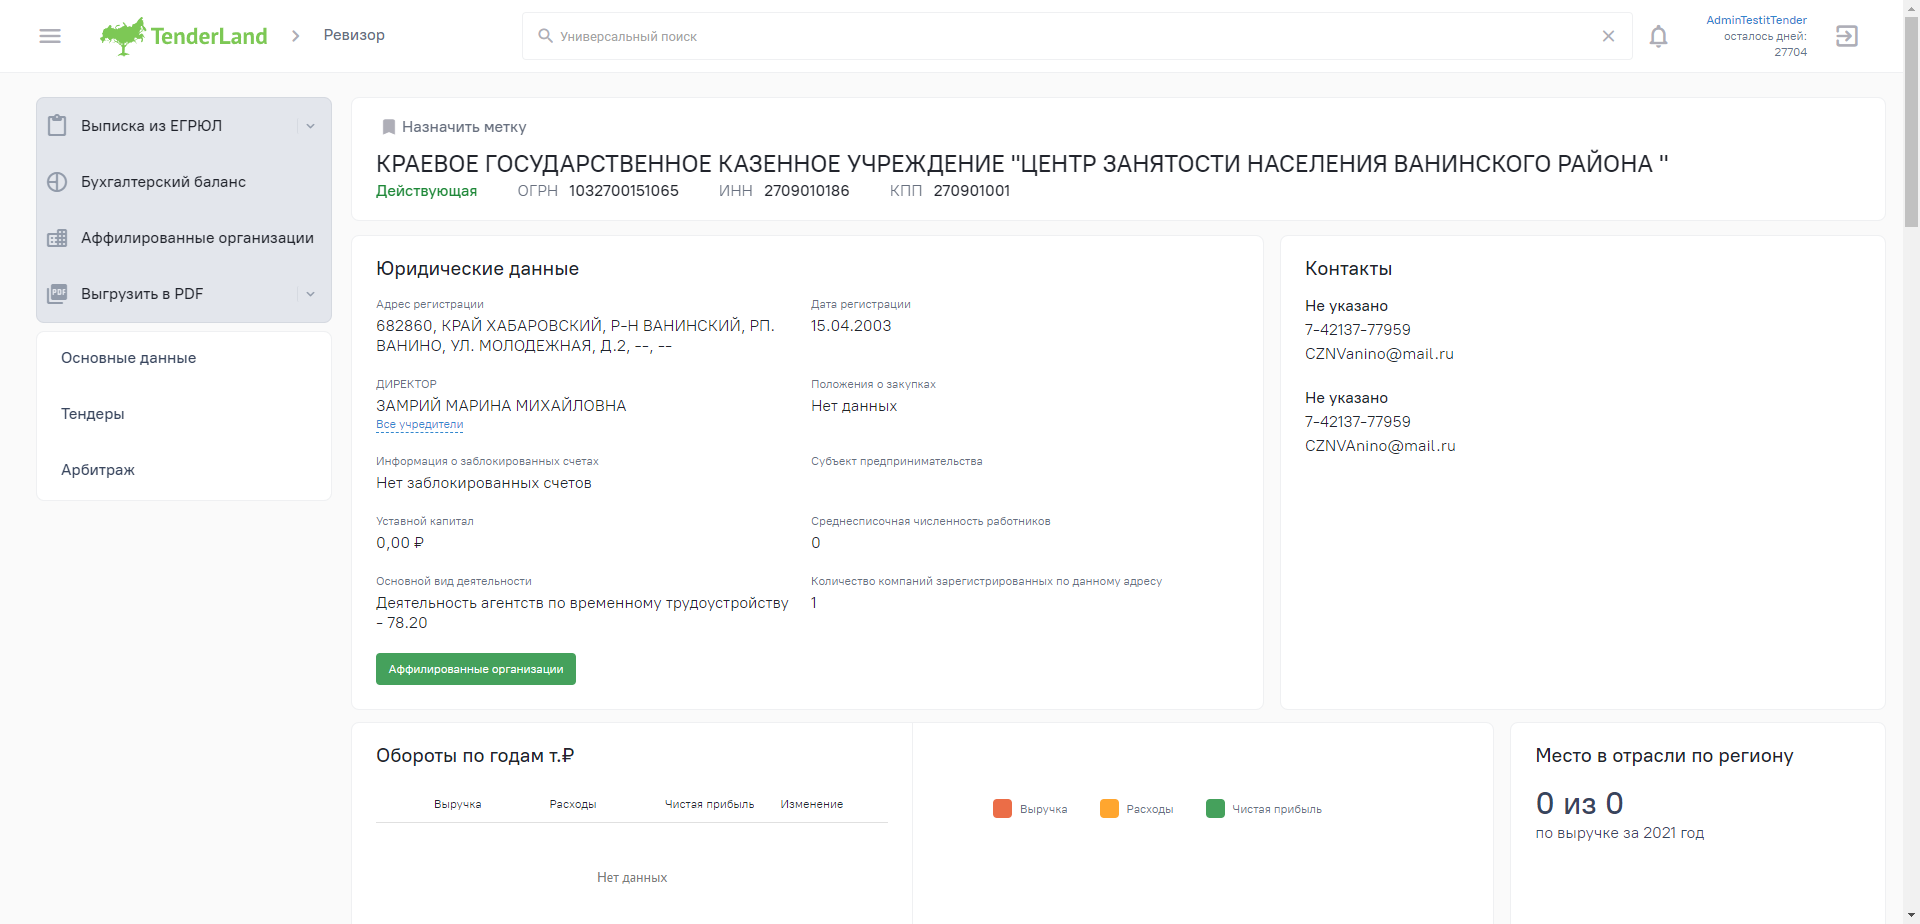 TenderLand
Ревизор
Универсальный поиск
AdminTestitTender
осталось дней:
27704
Выписка из ЕГРЮЛ
Бухгалтерский баланс
Аффилированные организации
PDF
Выгрузить в PDF
Основные данные
Тендеры
Арбитраж
Назначить метку
КРАЕВОЕ ГОСУДАРСТВЕННОЕ КАЗЕННОЕ УЧРЕЖДЕНИЕ "ЦЕНТР ЗАНЯТОСТИ НАСЕЛЕНИЯ ВАНИНСКОГО РАЙОНА "
Действующая ОГРН 1032700151065 ИНН 2709010186 КПП 270901001
Юридические данные
Адрес регистрации
682860, КРАЙ ХАБАРОВСКИЙ, Р-Н ВАНИНСКИЙ, РП.
ВАНИНО, УЛ. МОЛОДЕЖНАЯ, Д.2, --, --
Дата регистрации
15.04.2003
ДИРЕКТОР
ЗАМРИЙ МАРИНА МИХАЙЛОВНА
Все учредители
Положения о закупках
Нет данных
Информация о заблокированных счетах
Нет заблокированных счетов
Субъект предпринимательства
Уставной капитал
0,00 ₽
Среднесписочная численность работников
0
Основной вид деятельности
Деятельность агентств по временному трудоустройству
- 78.20
Количество компаний зарегистрированных по данному адресу
1
Аффилированные организации
Контакты
Не указано
7-42137-77959
CZNVanino@mail.ru
Не указано
7-42137-77959
CZNVAnino@mail.ru
Обороты по годам т.₽
Выручка Расходы Чистая прибыль Изменение
Нет данных
Выручка Расходы Чистая прибыль
Место в отрасли по региону
0 из 0
по выручке за 2021 год